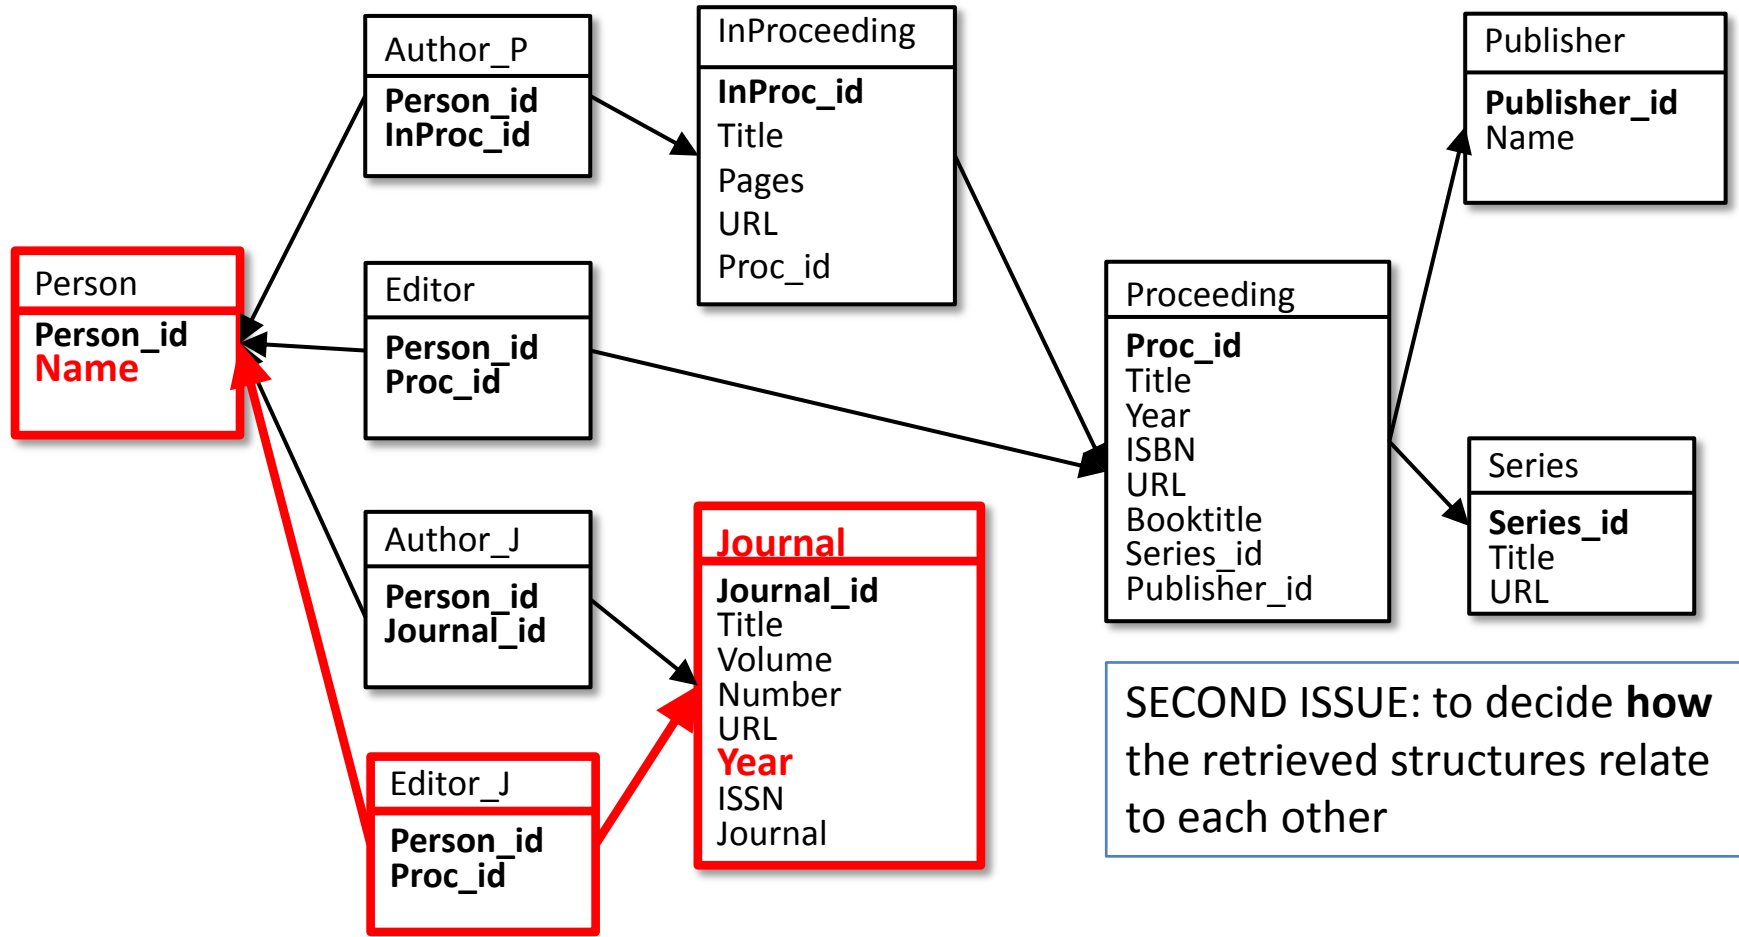 Author_P
Person_id
InProc_id
InProceeding
InProc_id
Title
Pages
URL
Proc_id
Publisher
Publisher_id
Name
Person
Person_id
Name
Editor
Person_id
Proc_id
Proceeding
Proc_id
Title
Year
ISBN
URL
Booktitle
Series_id
Publisher_id
Series
Series_id
Title
URL
Author_J
Person_id
Journal_id
Journal
Journal_id
Title
Volume
Number
URL
Year
ISSN
Journal
Editor_J
Person_id
Proc_id
SECOND ISSUE: to decide how
the retrieved structures relate
to each other